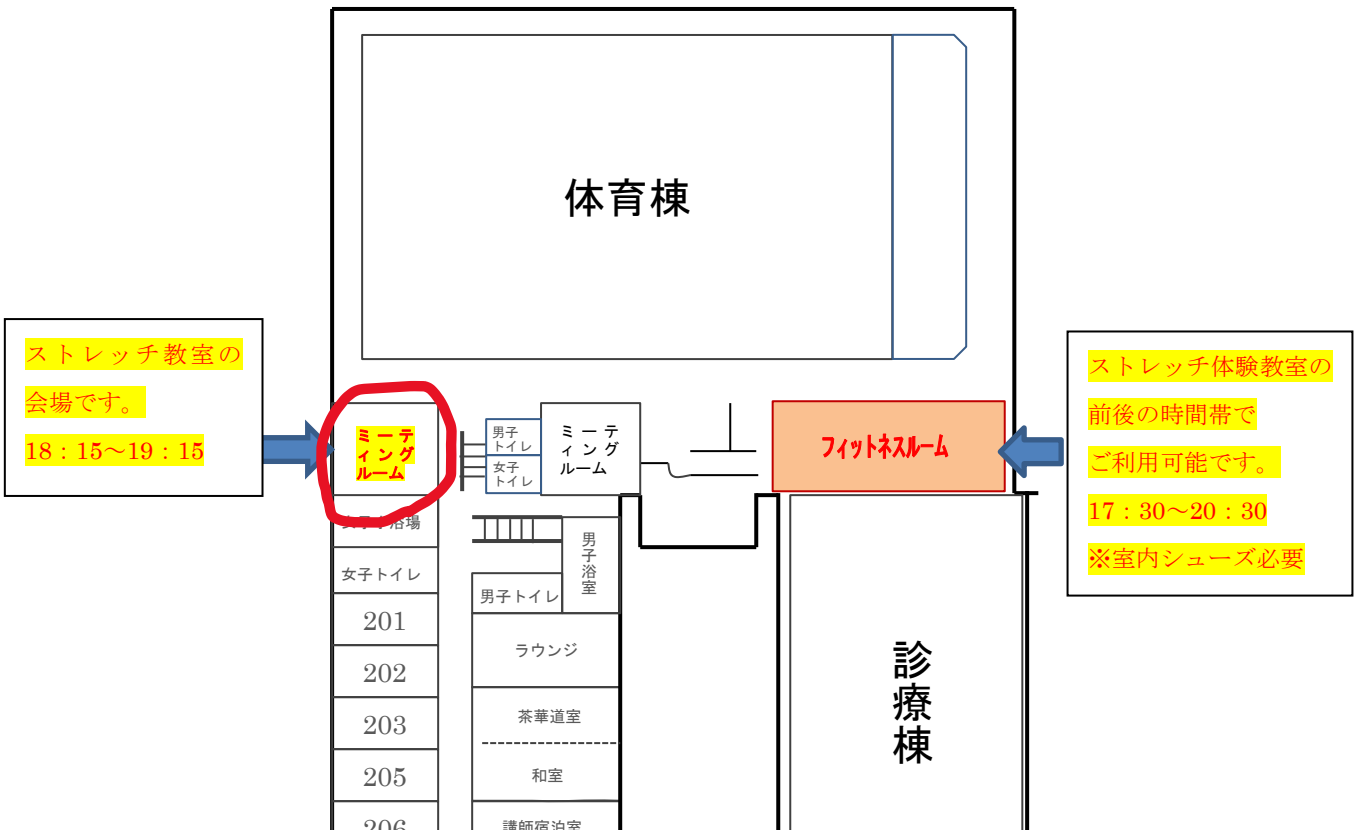 体育棟
ストレッチ教室の
会場です。
18：15～19：15
ミーテ
ィング
ルーム
男子
トイレ
女子
トイレ
ミーテ
ィング
ルーム
フィットネスルーム
ストレッチ体験教室の
前後の時間帯で
ご利用可能です。
17：30～20：30
※室内シューズ必要
浴場
女子トイレ
201
202
203
205
206
男子浴室
男子トイレ
ラウンジ
茶華道室
和室
講師宿泊室
診療棟